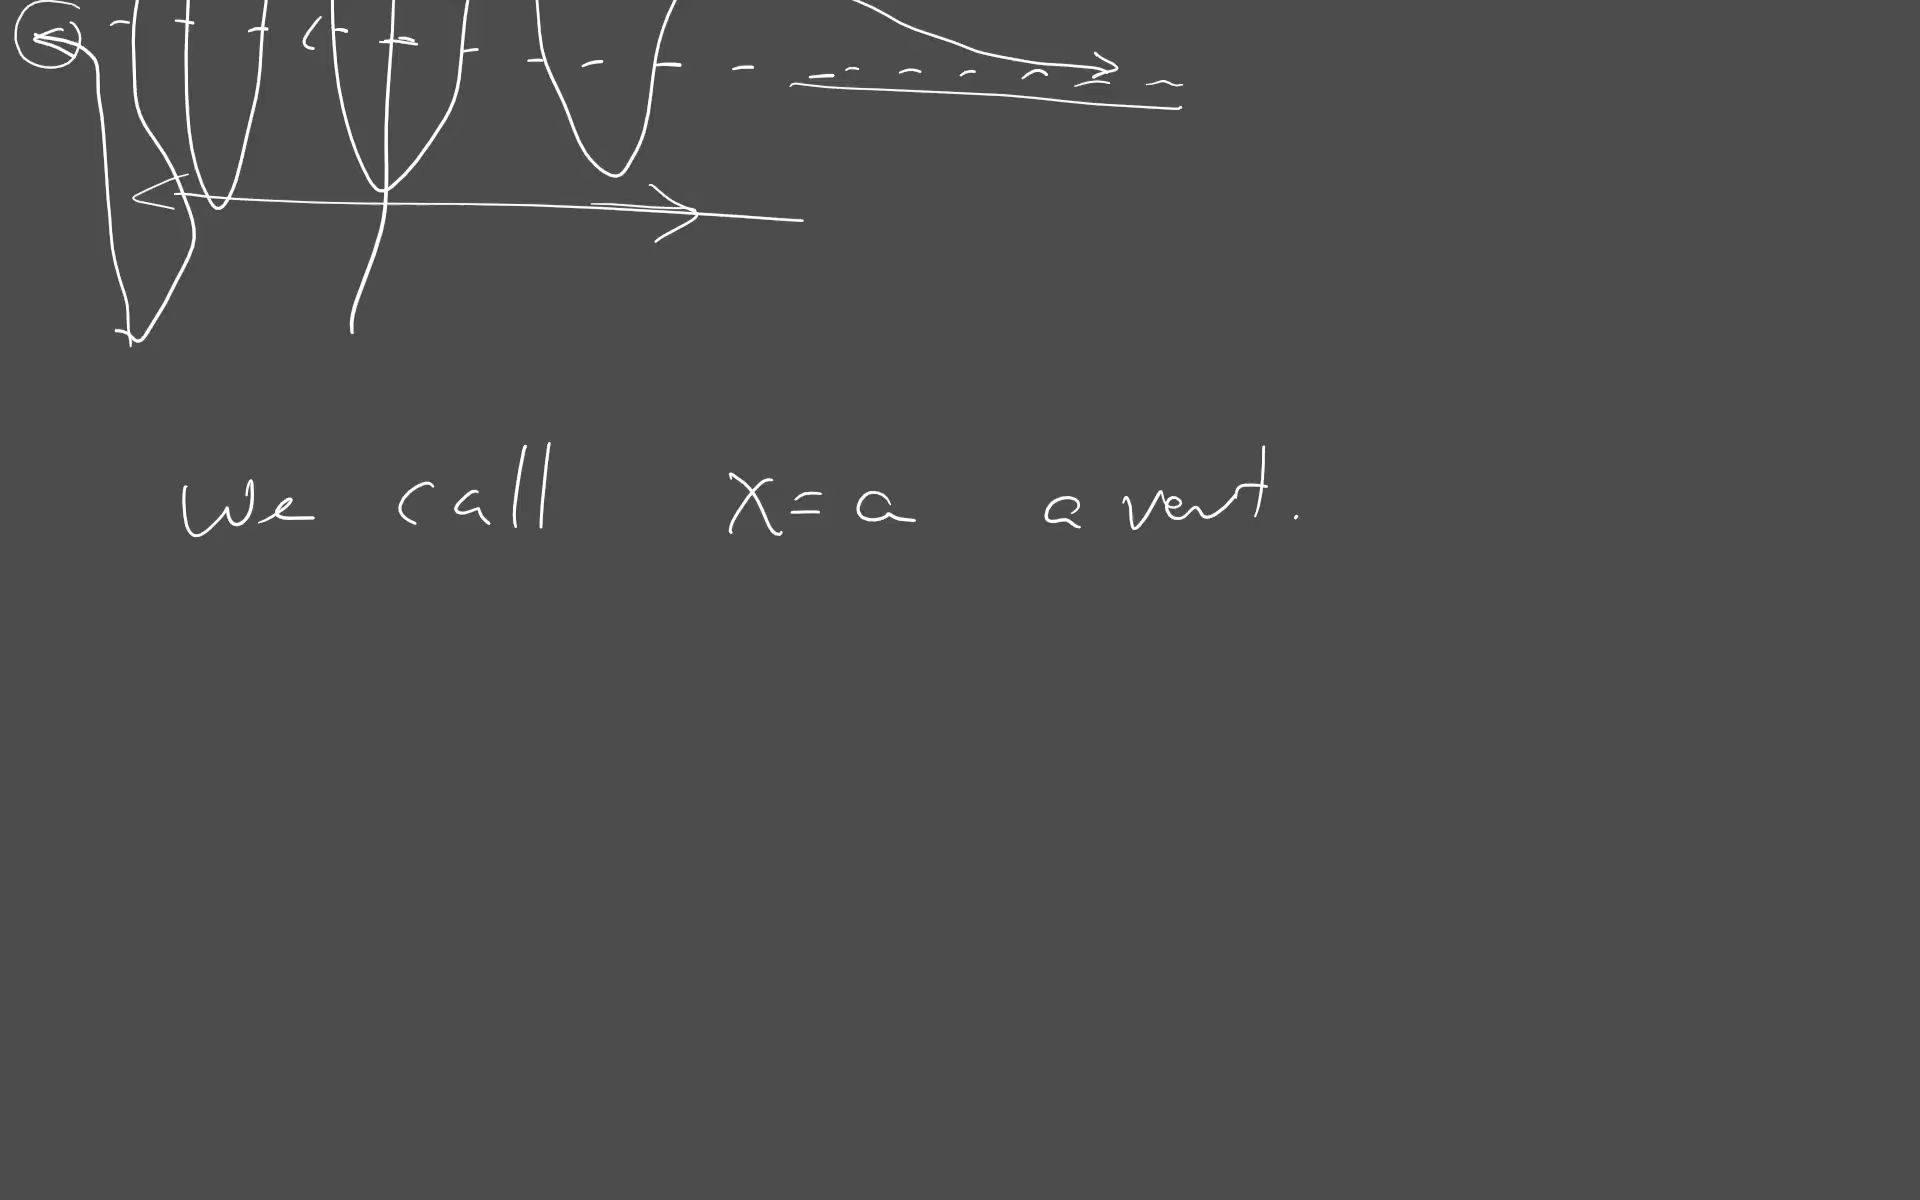 We call x = a a vert.